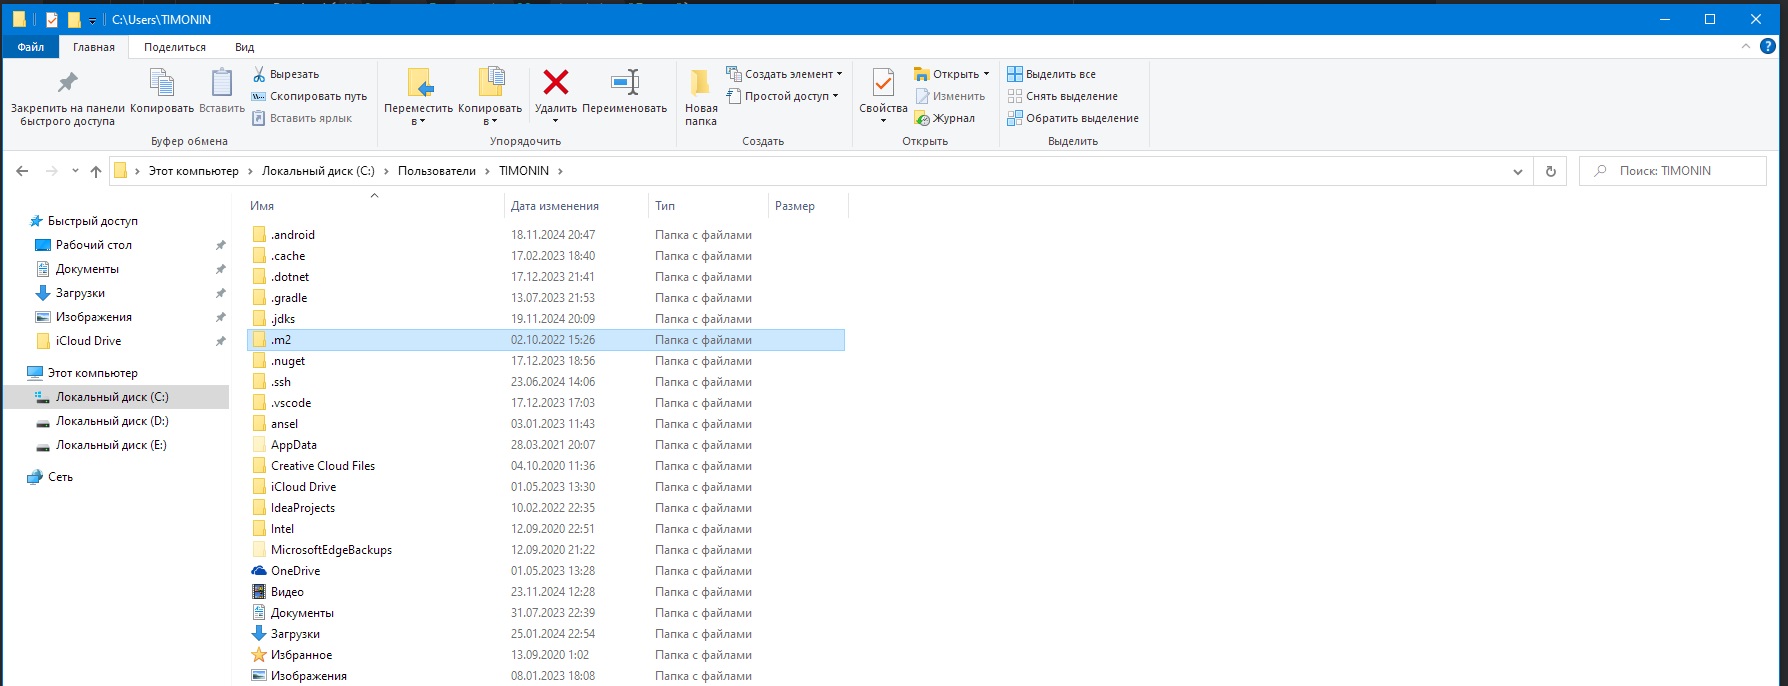 C:\Users\TIMONIN
Файл Главная Поделиться Вид
Закрепить на панели быстрого доступа
Копировать
Вставить
Вырезать
Скопировать путь
Вставить ярлык
Буфер обмена
Переместить в
Копировать в
Удалить
Переименовать
Упорядочить
Новая папка
Создать элемент
Простой доступ
Создать
Свойства
Открыть
Изменить
Журнал
Открыть
Выделить все
Снять выделение
Обратить выделение
Выделить
Этот компьютер › Локальный диск (C:) › Пользователи › TIMONIN ›
Поиск: TIMONIN
Быстрый доступ
Рабочий стол
Документы
Загрузки
Изображения
iCloud Drive
Этот компьютер
Локальный диск (C:)
Локальный диск (D:)
Локальный диск (E:)
Сеть
Имя Дата изменения Тип Размер
.android 18.11.2024 20:47 Папка с файлами
.cache 17.02.2023 18:40 Папка с файлами
.dotnet 17.12.2023 21:41 Папка с файлами
.gradle 13.07.2023 21:53 Папка с файлами
.jdks 19.11.2024 20:09 Папка с файлами
.m2 02.10.2022 15:26 Папка с файлами
.nuget 17.12.2023 18:56 Папка с файлами
.ssh 23.06.2024 14:06 Папка с файлами
.vscode 17.12.2023 17:03 Папка с файлами
ansel 03.01.2023 11:43 Папка с файлами
AppData 28.03.2021 20:07 Папка с файлами
Creative Cloud Files 04.10.2020 11:36 Папка с файлами
iCloud Drive 01.05.2023 13:30 Папка с файлами
IdeaProjects 10.02.2022 22:35 Папка с файлами
Intel 12.09.2020 22:51 Папка с файлами
MicrosoftEdgeBackups 12.09.2020 21:22 Папка с файлами
OneDrive 01.05.2023 13:28 Папка с файлами
Видео 23.11.2024 12:28 Папка с файлами
Документы 31.07.2023 22:39 Папка с файлами
Загрузки 25.01.2024 22:54 Папка с файлами
Избранное 13.09.2020 1:02 Папка с файлами
Изображения 08.01.2023 18:08 Папка с файлами